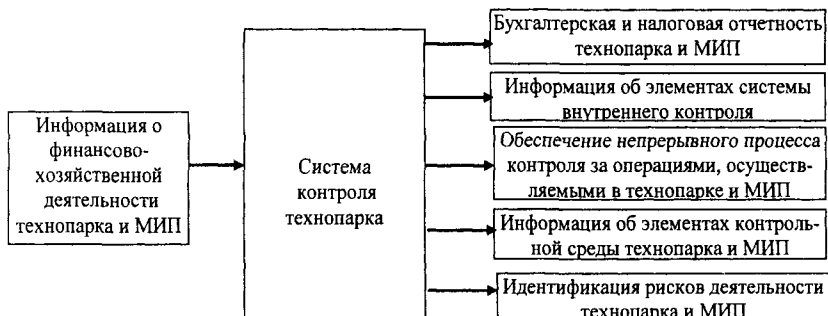 Информация о
финансово-
хозяйственной
деятельности
технопарка и МИП
Система
контроля
технопарка
Бухгалтерская и налоговая отчетность
технопарка и МИП
Информация об элементах системы
внутреннего контроля
Обеспечение непрерывного процесса
контроля за операциями, осуществ-
ляемыми в технопарке и МИП
Информация об элементах контроль-
ной среды технопарка и МИП
Идентификация рисков деятельности
технопарка и МИП